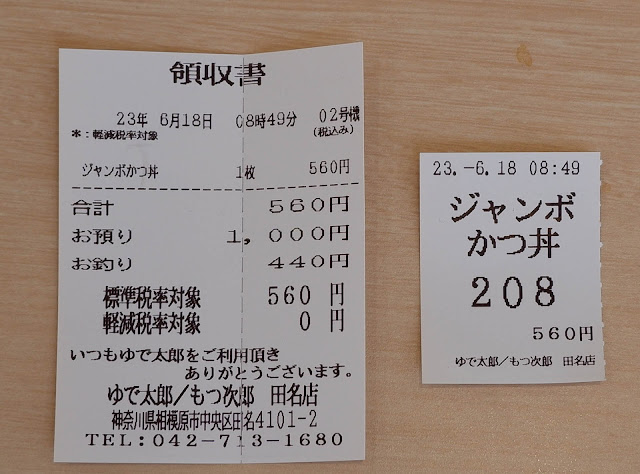 領収書
23年 6月18日 08時49分 02号機
*:軽減税率対象 (税込み)
ジャンボかつ丼 1枚 560円
合計 560円
お預り 1,000円
お釣り 440円
標準税率対象 560 円
軽減税率対象 0 円
いつもゆで太郎をご利用頂き
ありがとうございます。
ゆで太郎/もつ次郎 田名店
神奈川県相模原市中央区田名4101-2
TEL:042-713-1680
23.-6.18 08:49
ジャンボ
かつ丼
208
560円
ゆで太郎/もつ次郎 田名店